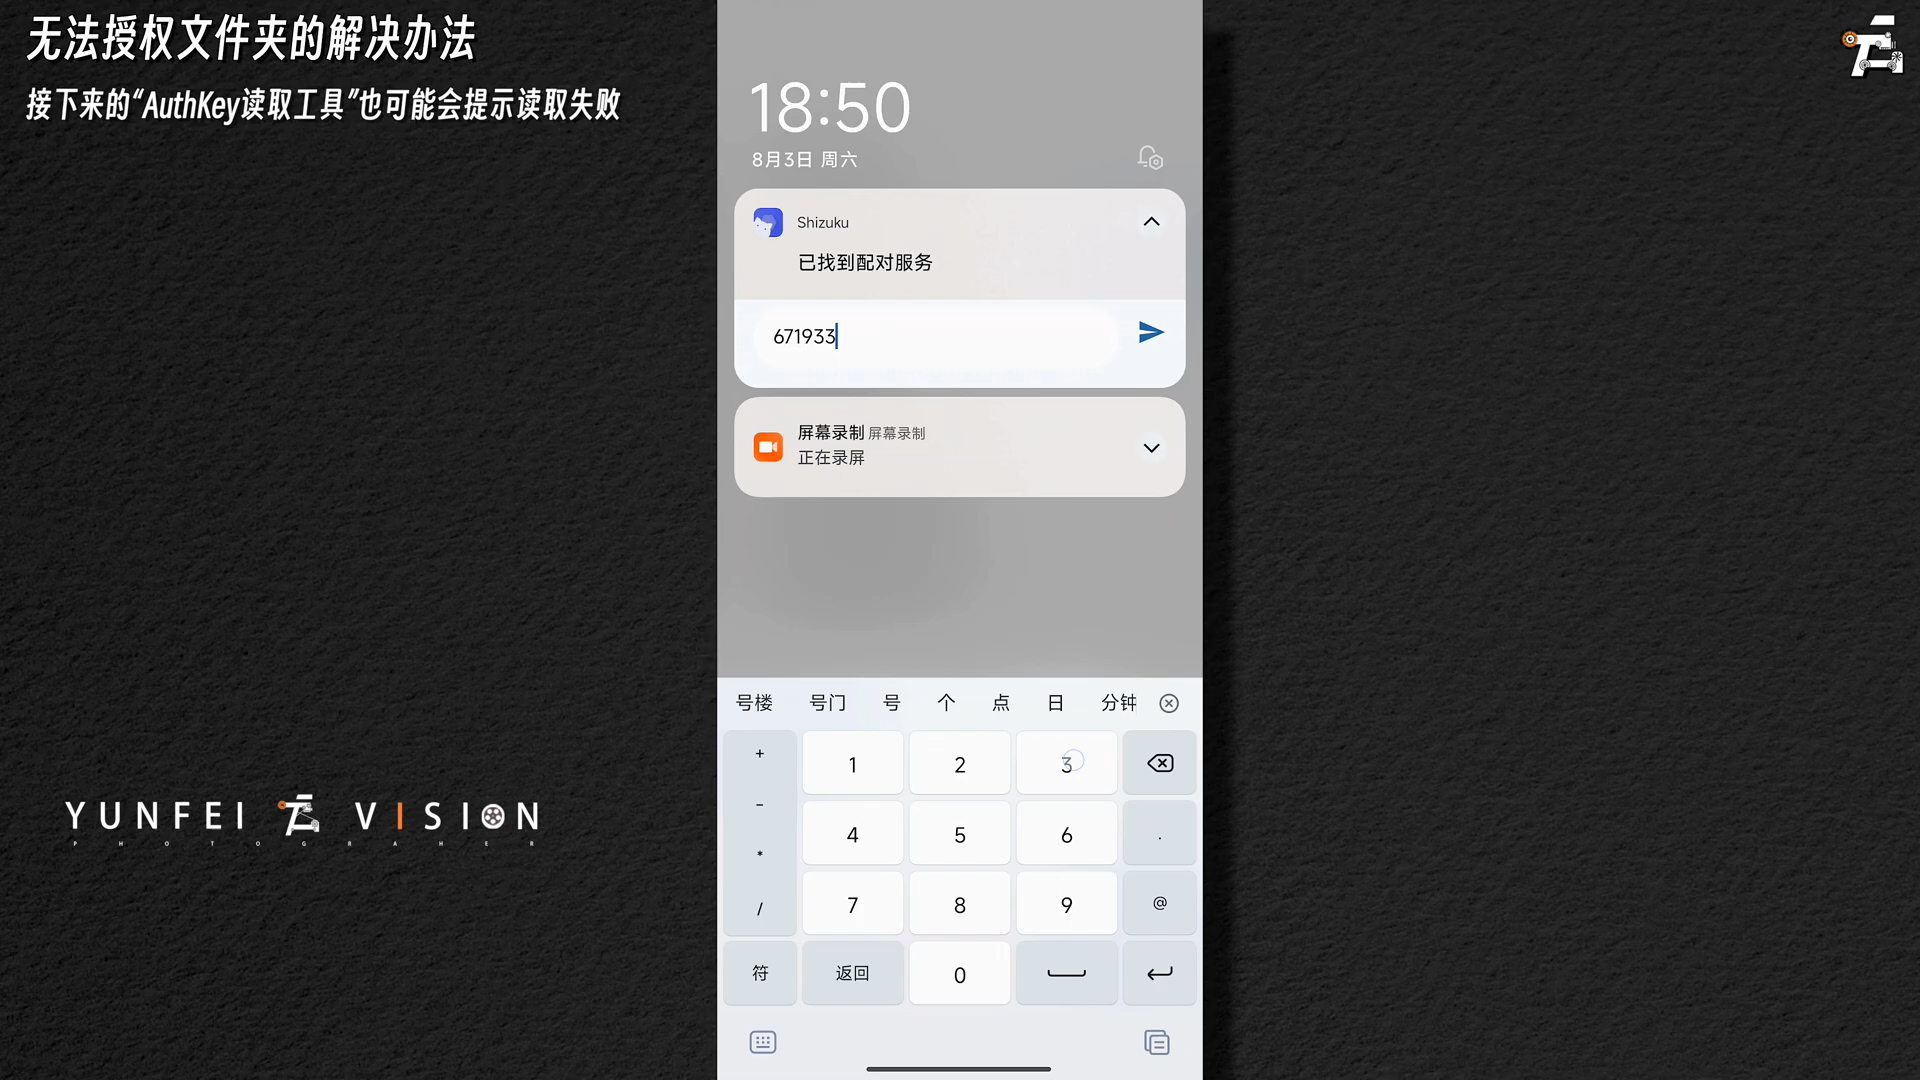 无法授权文件夹的解决办法
接下来的“AuthKey读取工具”也可能会提示读取失败
18:50
8月3日 周六
Shizuku
已找到配对服务
671933
屏幕录制 屏幕录制
正在录屏
号楼 号门 号 个 点 日 分钟
+ 1 2 3
- 4 5 6 .
* 7 8 9 @
/
符 返回 0
YUNFEI VISION
PHOTOGRAHER